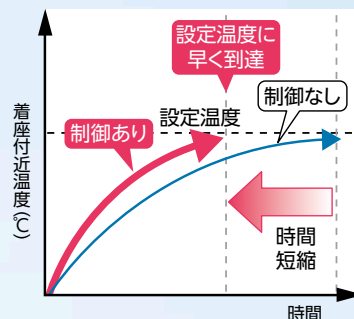 設定温度に
早く到達
制御なし
設定温度
制御あり
着座付近温度(℃)
時間
短縮
時間